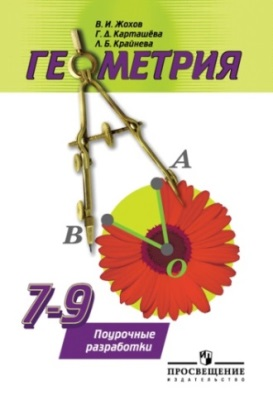 В. И. Жохов
Г. Д. Карташёва
Л. Б. Крайнева
ГЕОМЕТРИЯ
A
B
O
7-9
Поурочные
разработки
ПРОСВЕЩЕНИЕ
ИЗДАТЕЛЬСТВО